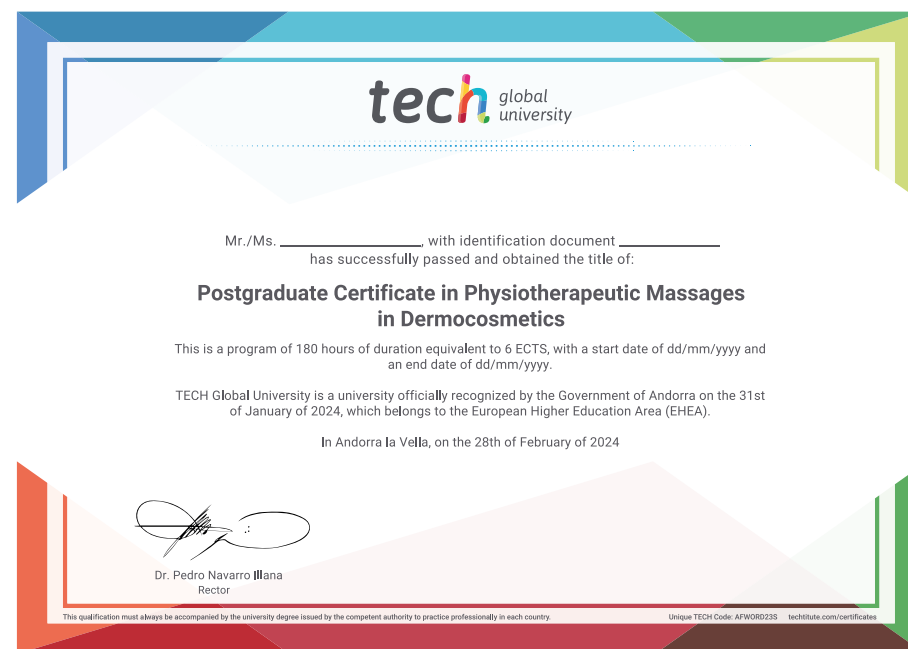 tech global university
Mr./Ms. ____________, with identification document ____________
has successfully passed and obtained the title of:
Postgraduate Certificate in Physiotherapeutic Massages
in Dermocosmetics
This is a program of 180 hours of duration equivalent to 6 ECTS, with a start date of dd/mm/yyyy and
an end date of dd/mm/yyyy.
TECH Global University is a university officially recognized by the Government of Andorra on the 31st
of January of 2024, which belongs to the European Higher Education Area (EHEA).
In Andorra la Vella, on the 28th of February of 2024
Dr. Pedro Navarro Illana
Rector
This qualification must always be accompanied by the university degree issued by the competent authority to practice professionally in each country. Unique TECH Code: AFWORD23S techtitute.com/certificates